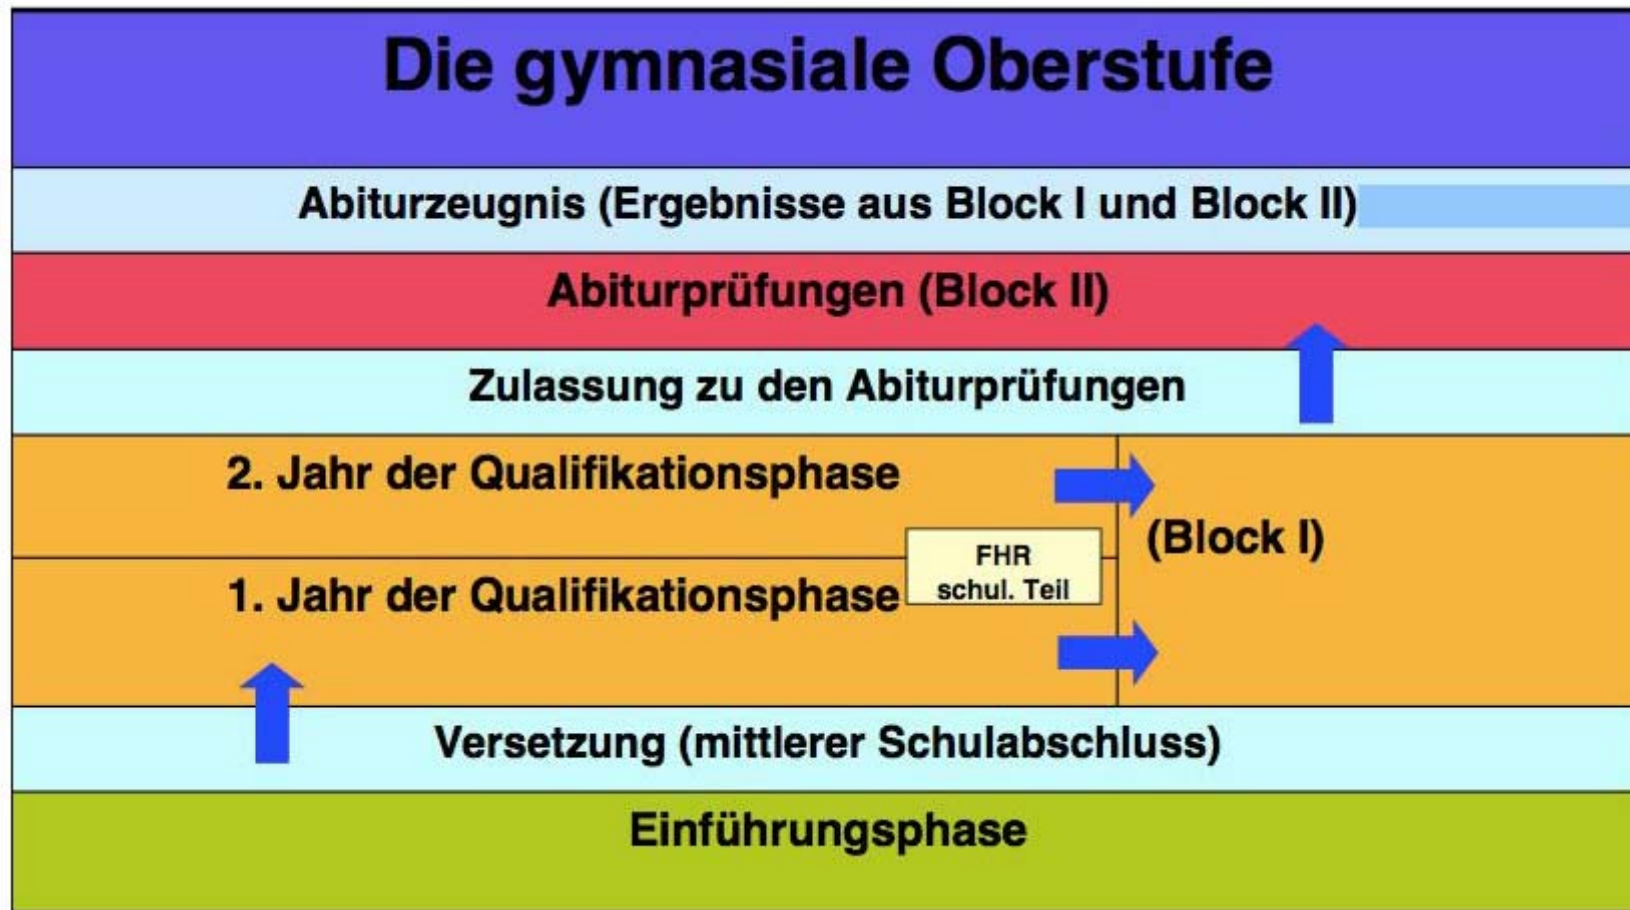 Die gymnasiale Oberstufe
Abiturzeugnis (Ergebnisse aus Block I und Block II)
Abiturprüfungen (Block II)
Zulassung zu den Abiturprüfungen
2. Jahr der Qualifikationsphase
(Block I)
FHR
schul. Teil
1. Jahr der Qualifikationsphase
Versetzung (mittlerer Schulabschluss)
Einführungsphase